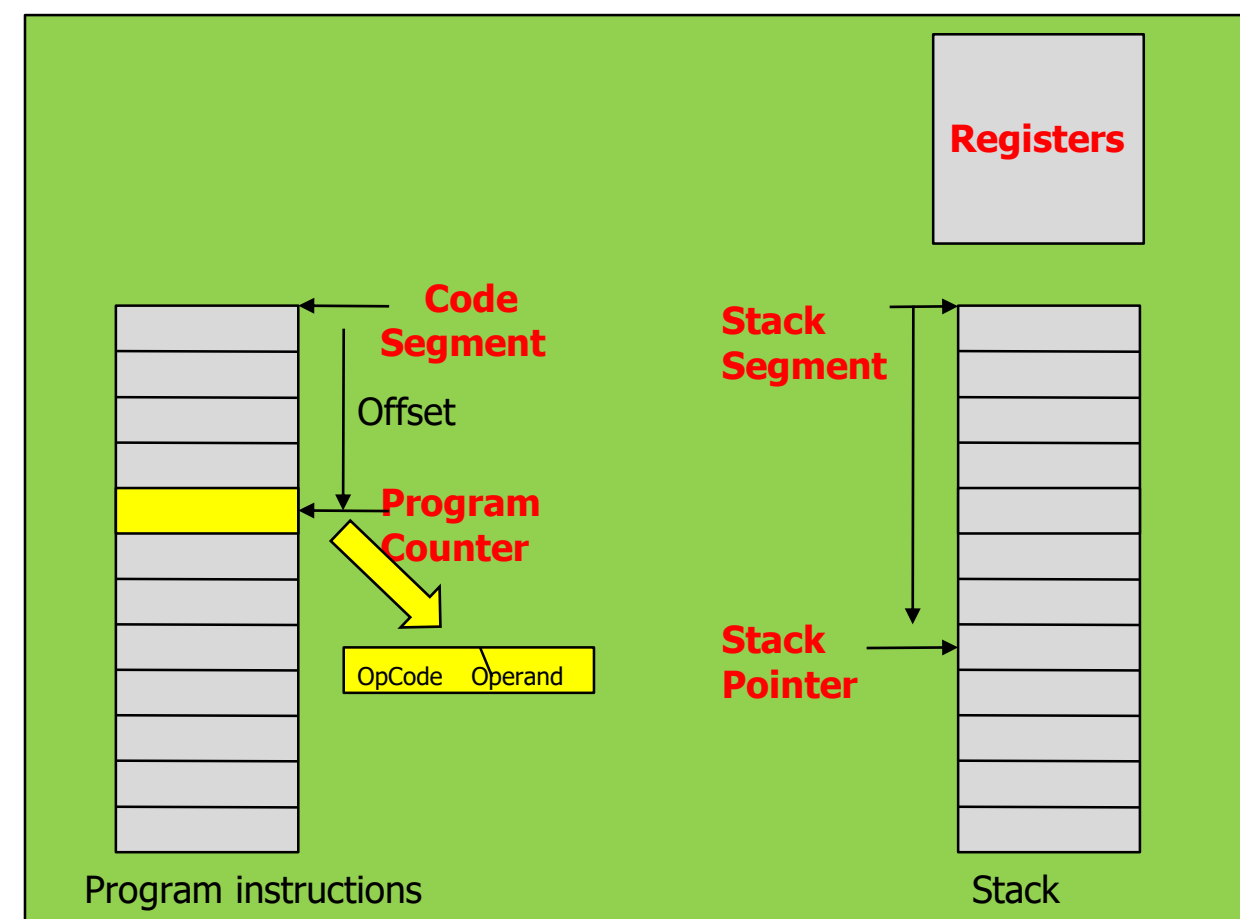 Registers
Code
Segment
Stack
Segment
Offset
Program
Counter
Stack
Pointer
OpCode
Operand
Program instructions
Stack